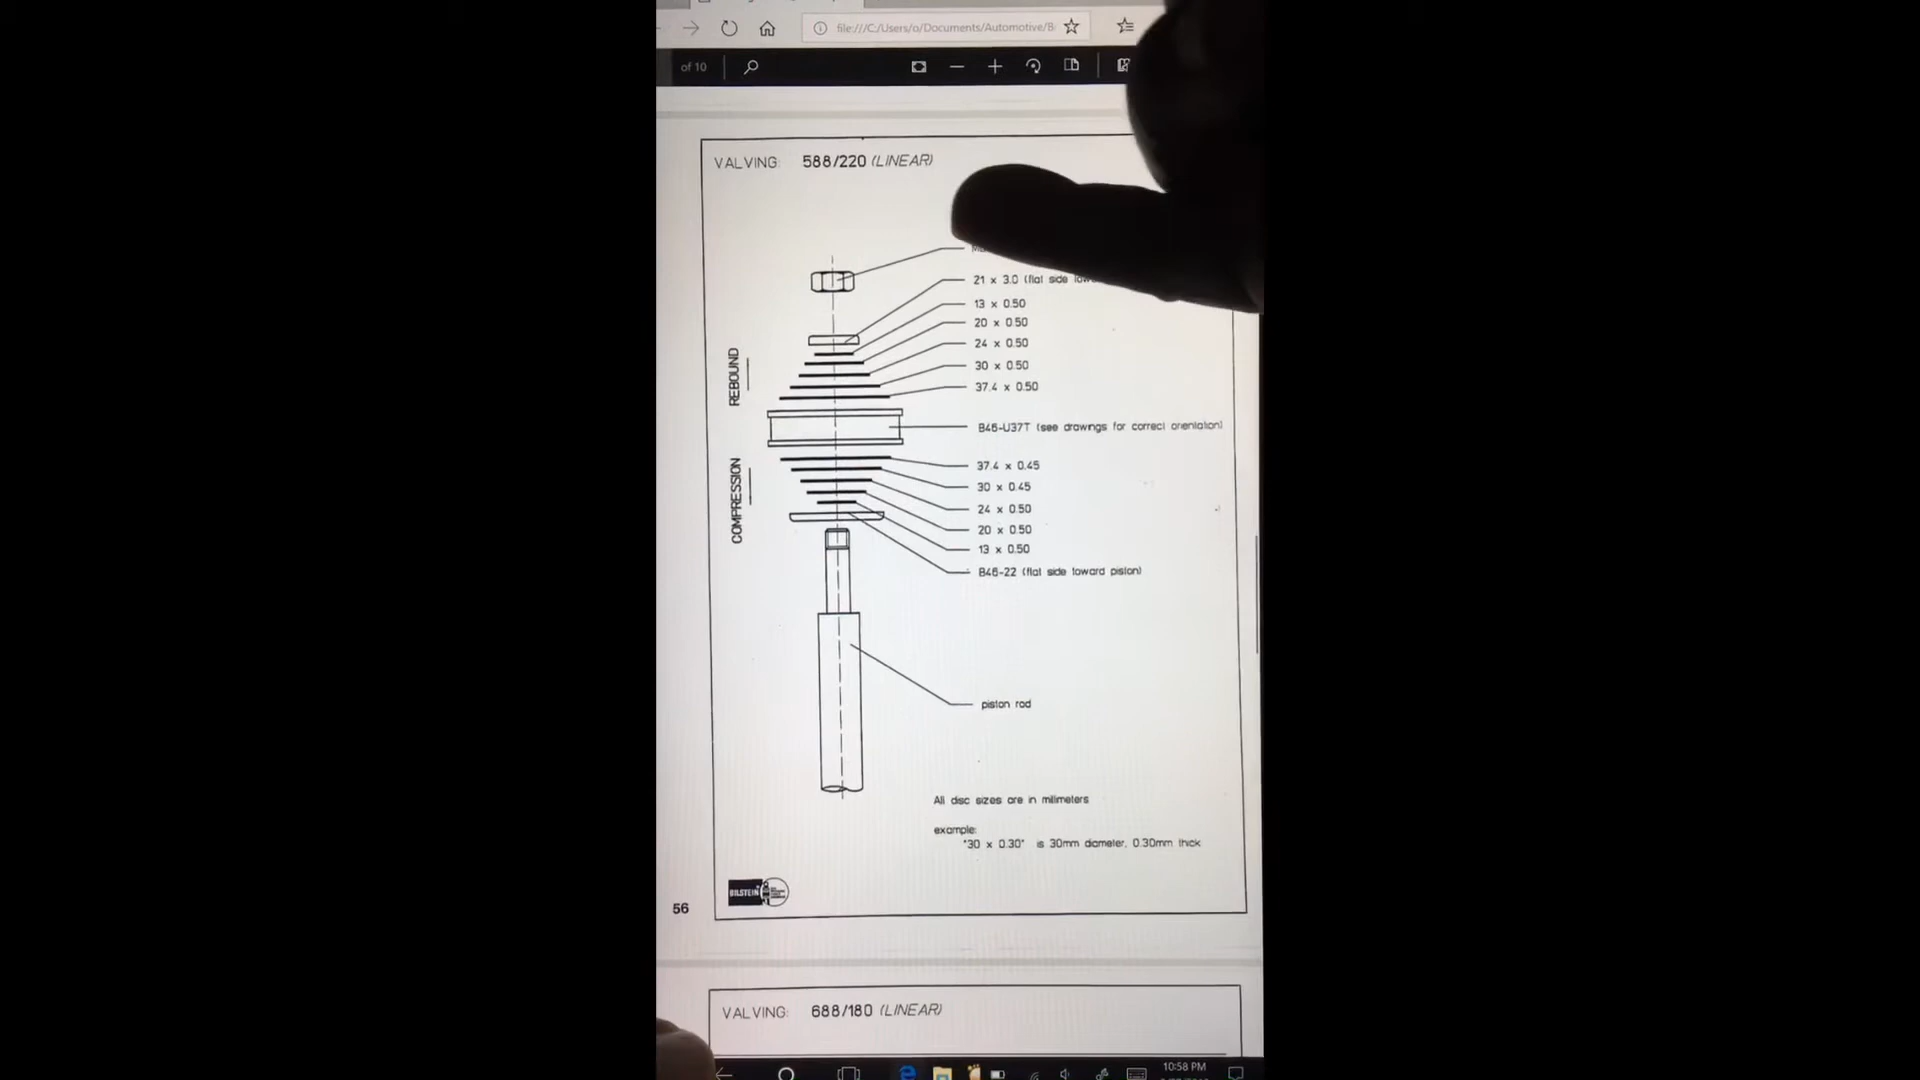 file:///C:/Users/o/Documents/Automotive/B
of 10
VALVING: 588/220 (LINEAR)
21 x 3.0 (flat side
13 x 0.50
20 x 0.50
24 x 0.50
30 x 0.50
37.4 x 0.50
REBOUND
B46-U37T (see drawings for correct orientation)
COMPRESSION
37.4 x 0.45
30 x 0.45
24 x 0.50
20 x 0.50
13 x 0.50
B46-22 (flat side toward piston)
piston rod
All disc sizes are in milimeters
example:
"30 x 0.30" is 30mm diameter, 0.30mm thick
BILSTEIN
56
VALVING: 688/180 (LINEAR)
10:58 PM